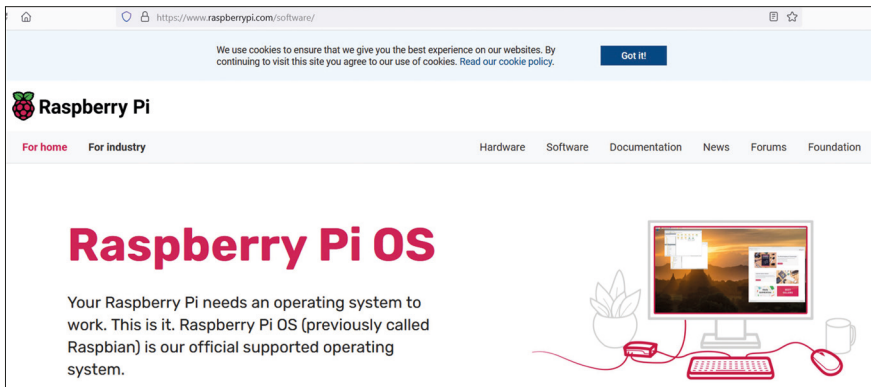 https://www.raspberrypi.com/software/
We use cookies to ensure that we give you the best experience on our websites. By
continuing to visit this site you agree to our use of cookies. Read our cookie policy.
Got it!
Raspberry Pi
For home For industry Hardware Software Documentation News Forums Foundation
Raspberry Pi OS
Your Raspberry Pi needs an operating system to
work. This is it. Raspberry Pi OS (previously called
Raspbian) is our official supported operating
system.